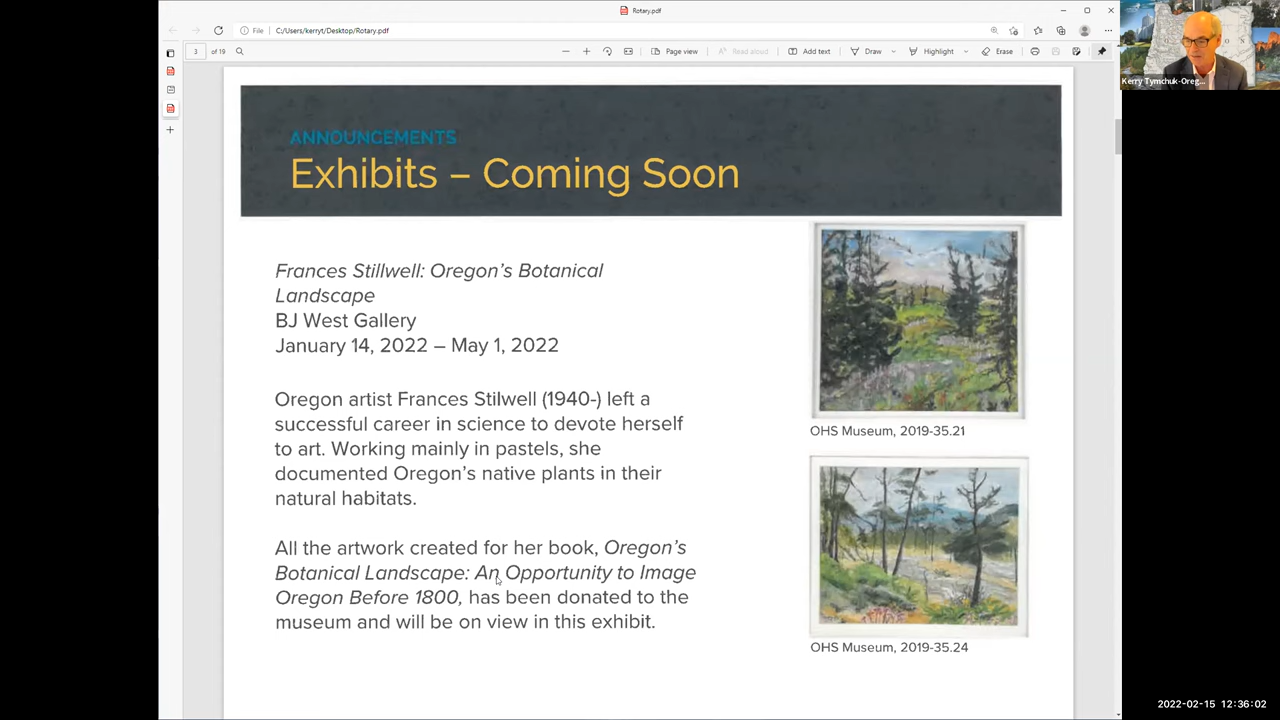 Rotary.pdf
File
C:/Users/kerryt/Desktop/Rotary.pdf
3 of 19
Page view
Read aloud
Add text
Draw
Highlight
Erase
Kerry Tymchuk-Oreg...
ANNOUNCEMENTS
Exhibits – Coming Soon
Frances Stillwell: Oregon's Botanical
Landscape
BJ West Gallery
January 14, 2022 – May 1, 2022
Oregon artist Frances Stilwell (1940-) left a
successful career in science to devote herself
to art. Working mainly in pastels, she
documented Oregon's native plants in their
natural habitats.
All the artwork created for her book, Oregon's
Botanical Landscape: An Opportunity to Image
Oregon Before 1800, has been donated to the
museum and will be on view in this exhibit.
OHS Museum, 2019-35.21
OHS Museum, 2019-35.24
2022-02-15 12:36:02